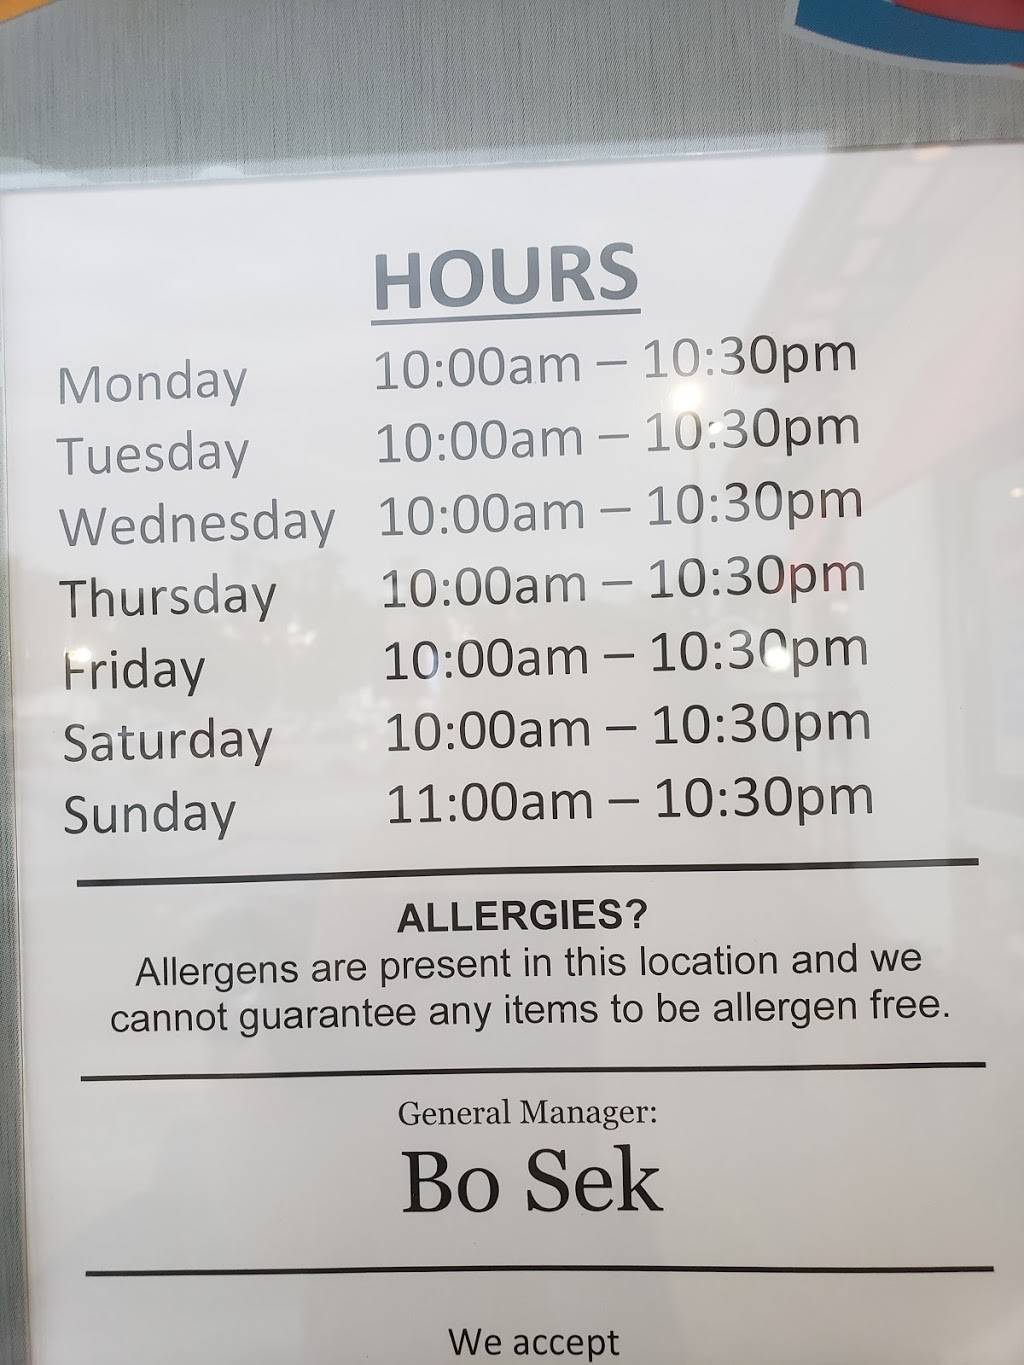 HOURS
Monday 10:00am – 10:30pm
Tuesday 10:00am – 10:30pm
Wednesday 10:00am – 10:30pm
Thursday 10:00am – 10:30pm
Friday 10:00am – 10:30pm
Saturday 10:00am – 10:30pm
Sunday 11:00am – 10:30pm
ALLERGIES?
Allergens are present in this location and we
cannot guarantee any items to be allergen free.
General Manager:
Bo Sek
We accept